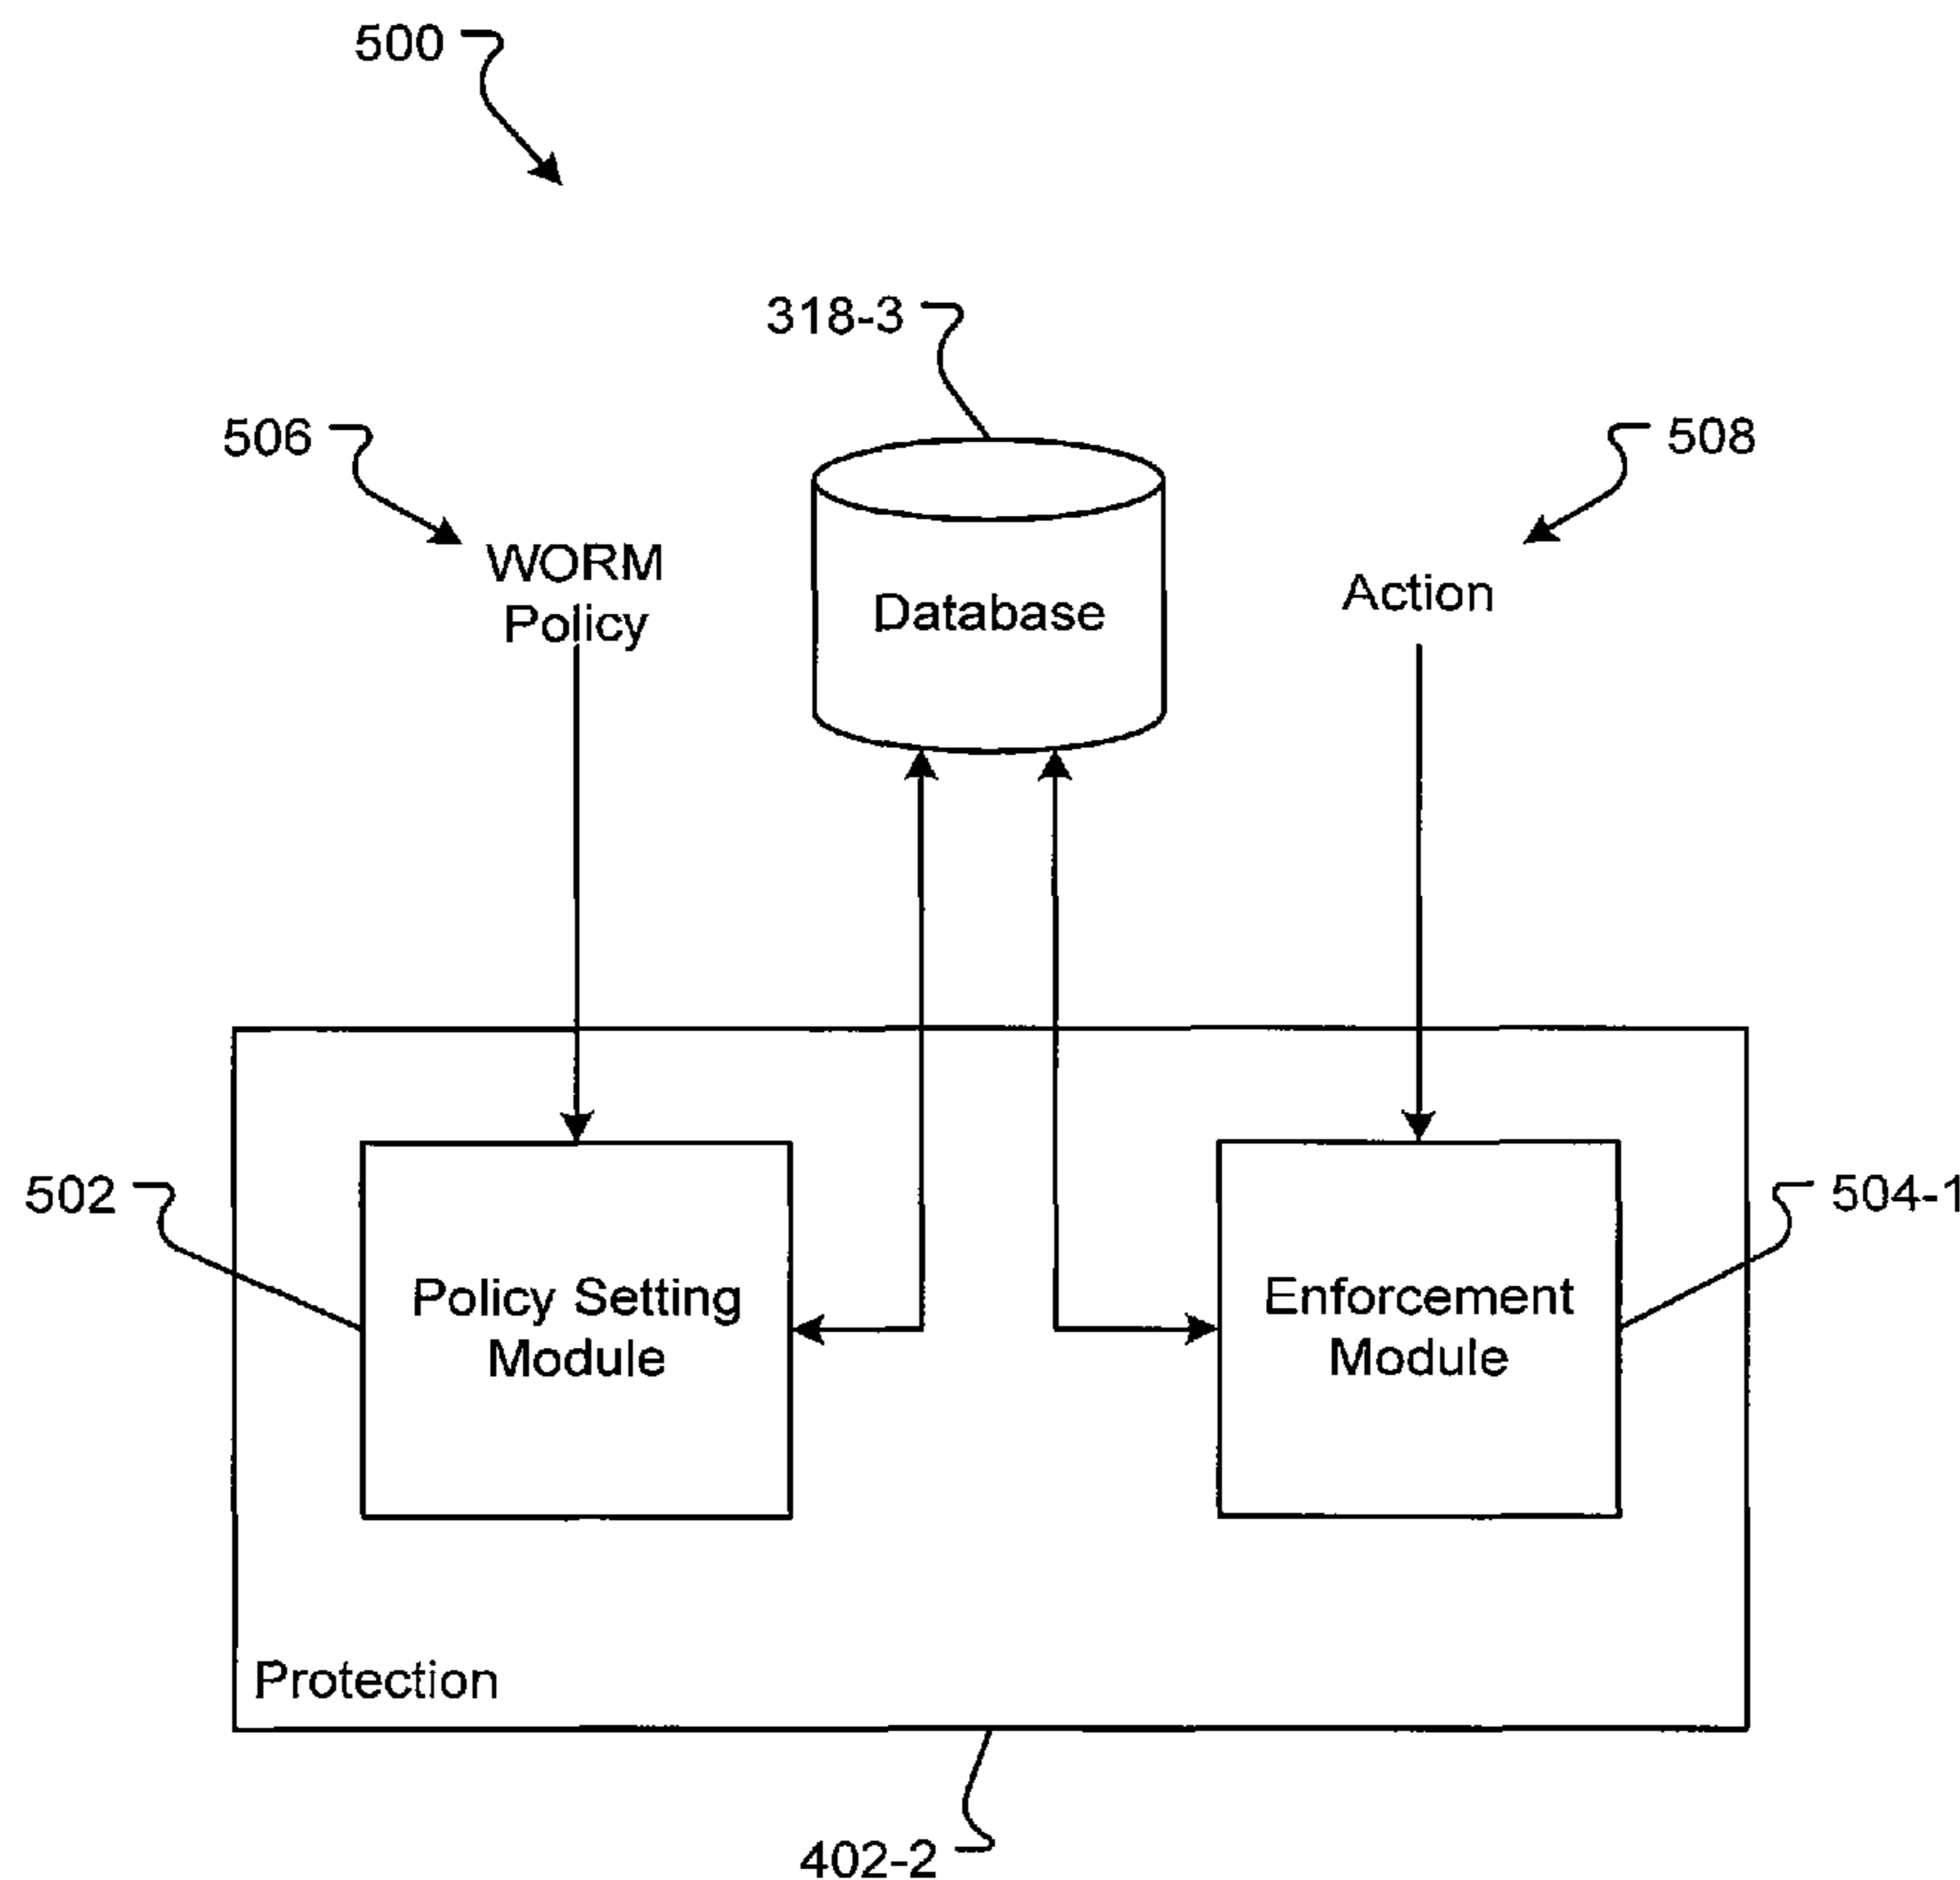 500
318-3
506
508
WORM
Policy
Database
Action
502
504-1
Policy Setting
Module
Enforcement
Module
Protection
402-2